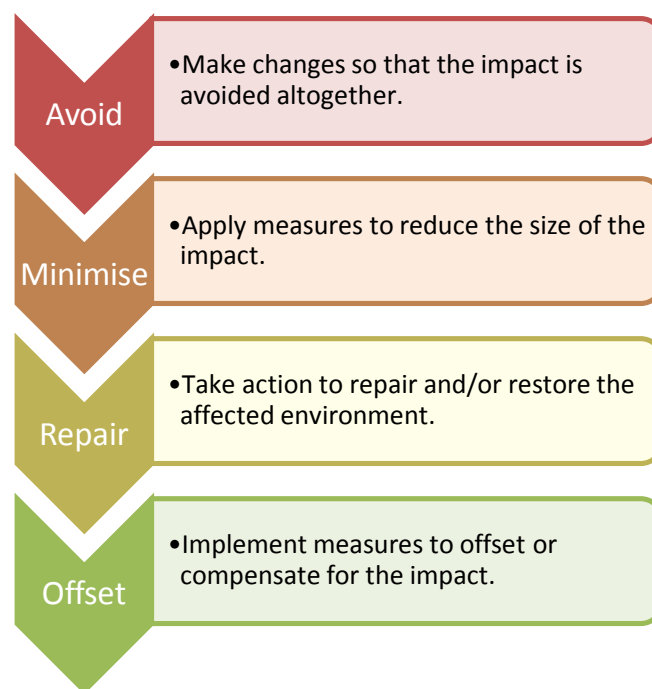 Avoid
•Make changes so that the impact is
avoided altogether.
Minimise
•Apply measures to reduce the size of the
impact.
Repair
•Take action to repair and/or restore the
affected environment.
Offset
•Implement measures to offset or
compensate for the impact.